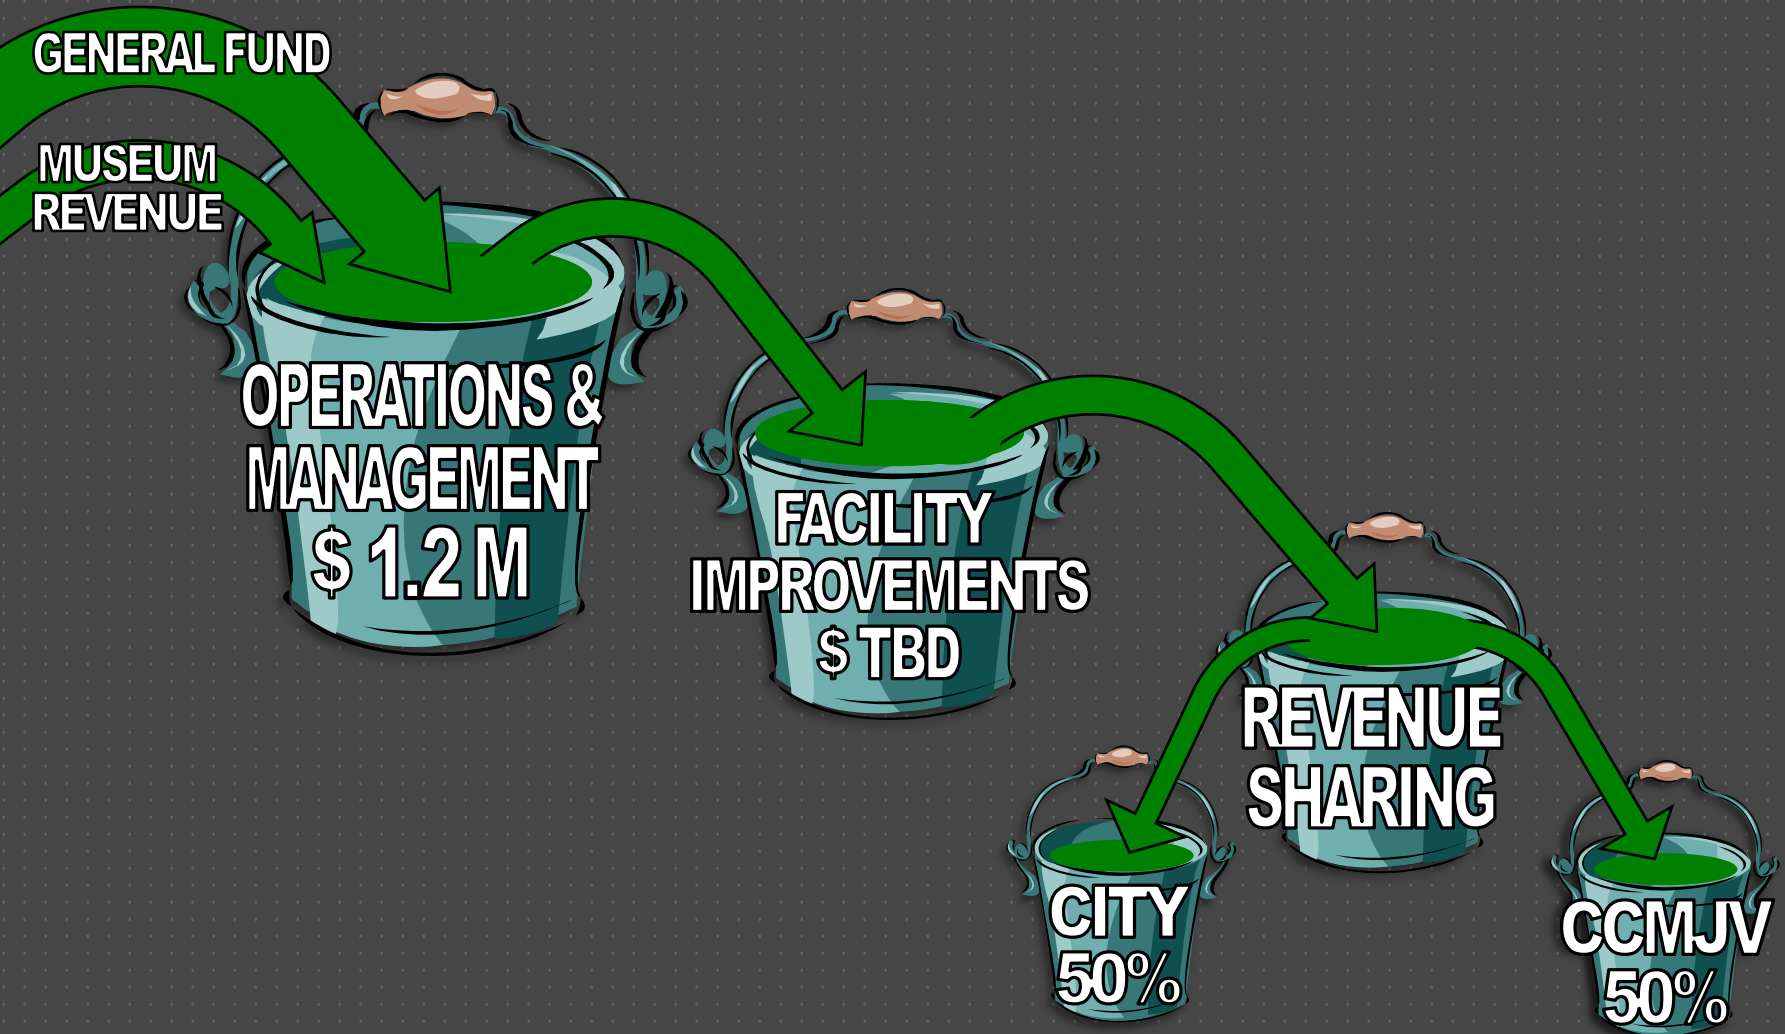 GENERAL FUND
MUSEUM
REVENUE
OPERATIONS &
MANAGEMENT
$ 1.2 M
FACILITY
IMPROVEMENTS
$ TBD
REVENUE
SHARING
CITY
50%
CCMJV
50%